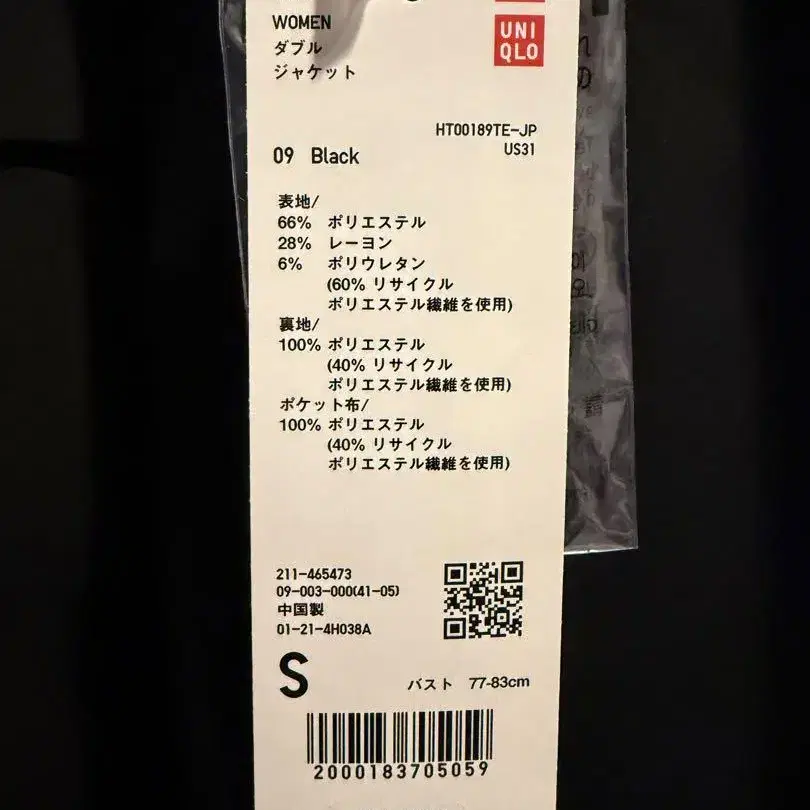 WOMEN
ダブル
ジャケット
UNI
QLO
HT00189TE-JP
US31
09 Black
表地/
66% ポリエステル
28% レーヨン
6% ポリウレタン
(60% リサイクル
ポリエステル繊維を使用)
裏地/
100% ポリエステル
(40% リサイクル
ポリエステル繊維を使用)
ポケット布/
100% ポリエステル
(40% リサイクル
ポリエステル繊維を使用)
211-465473
09-003-000(41-05)
中国製
01-21-4H038A
S
バスト 77-83cm
2000183705059